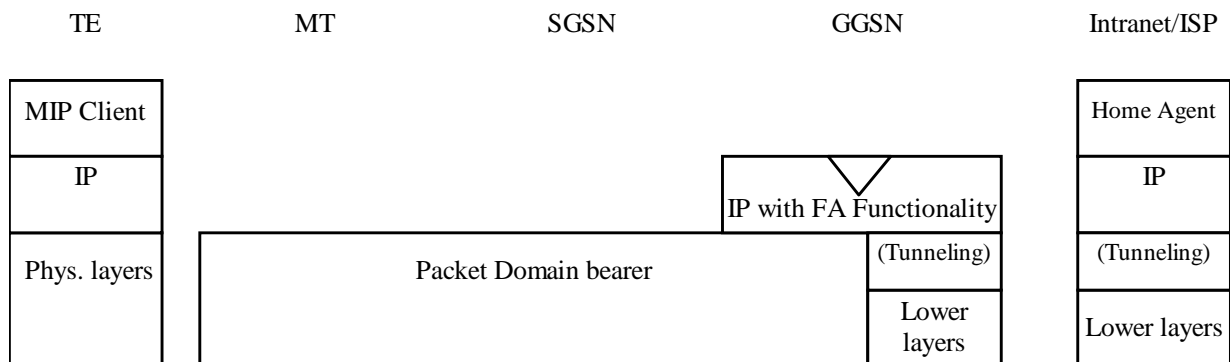 TE MT SGSN GGSN Intranet/ISP
MIP Client Home Agent
IP IP
IP with FA Functionality
Phys. layers Packet Domain bearer (Tunneling) (Tunneling)
Lower
layers
Lower layers